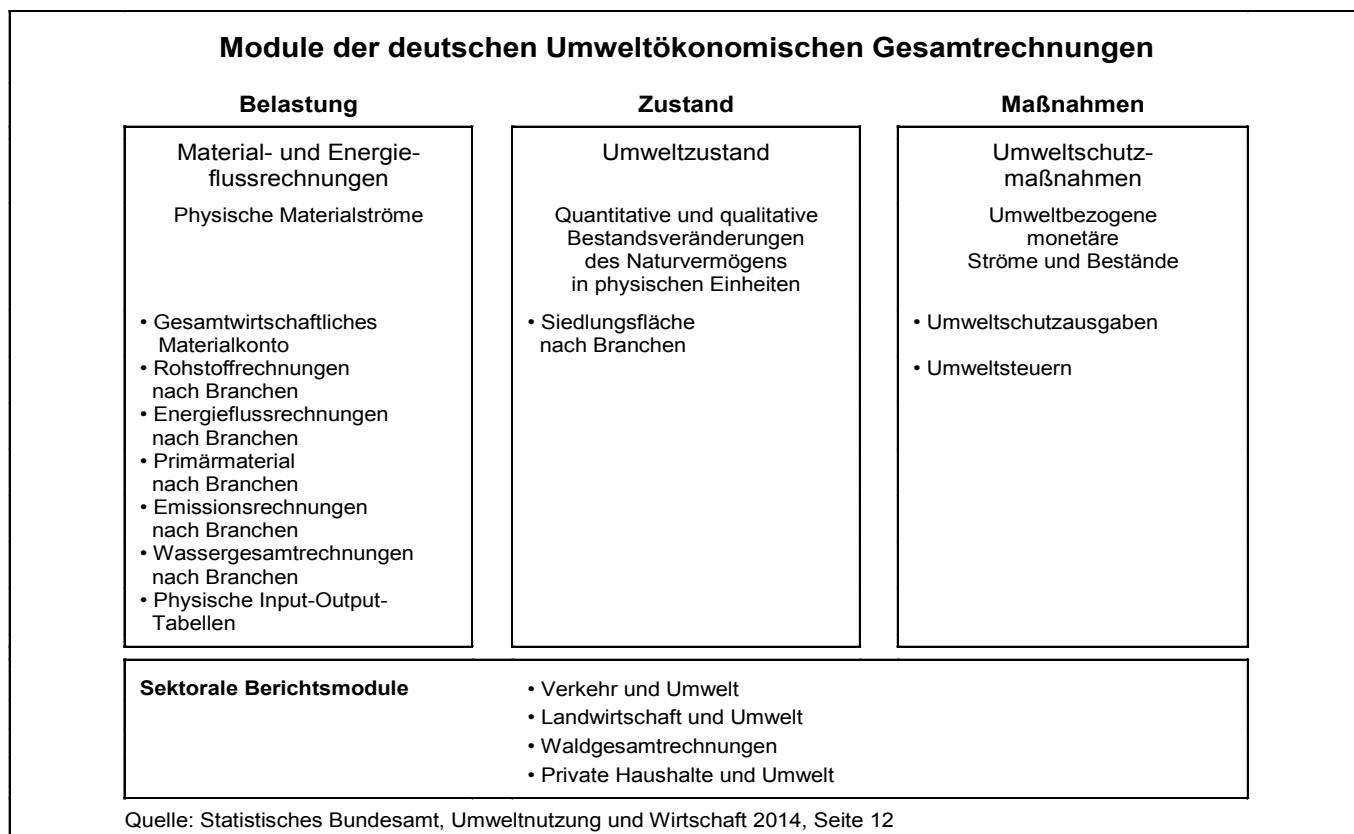 Module der deutschen Umweltökonomischen Gesamtrechnungen
Belastung
Material- und Energie-
flussrechnungen
Physische Materialströme
• Gesamtwirtschaftliches
Materialkonto
• Rohstoffrechnungen
nach Branchen
• Energieflussrechnungen
nach Branchen
• Primärmaterial
nach Branchen
• Emissionsrechnungen
nach Branchen
• Wassergesamtrechnungen
nach Branchen
• Physische Input-Output-
Tabellen
Zustand
Umweltzustand
Quantitative und qualitative
Bestandsveränderungen
des Naturvermögens
in physischen Einheiten
• Siedlungsfläche
nach Branchen
Maßnahmen
Umweltschutz-
maßnahmen
Umweltbezogene
monetäre
Ströme und Bestände
• Umweltschutzausgaben
• Umweltsteuern
Sektorale Berichtsmodule
• Verkehr und Umwelt
• Landwirtschaft und Umwelt
• Waldgesamtrechnungen
• Private Haushalte und Umwelt
Quelle: Statistisches Bundesamt, Umweltnutzung und Wirtschaft 2014, Seite 12